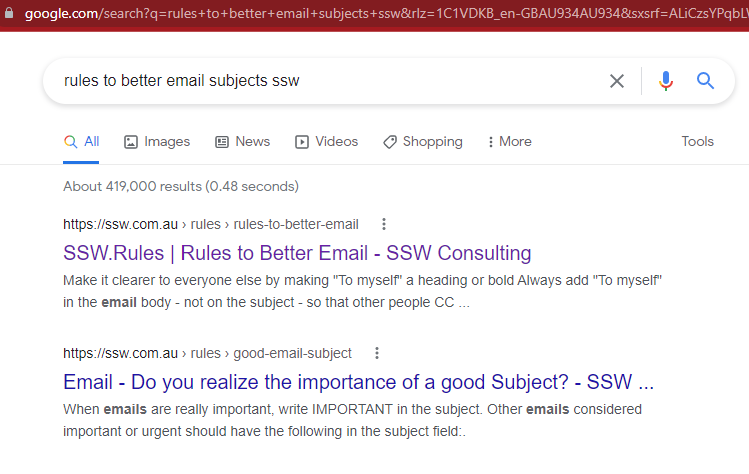 google.com/search?q=rules+to+better+email+subjects+ssw&rlz=1C1VDKB_en-GBAU934AU934&sxsrf=ALiCzsYPqbL
rules to better email subjects ssw
All Images News Videos Shopping More Tools
About 419,000 results (0.48 seconds)
https://ssw.com.au › rules › rules-to-better-email
SSW.Rules | Rules to Better Email - SSW Consulting
Make it clearer to everyone else by making "To myself" a heading or bold Always add "To myself"
in the email body - not on the subject - so that other people CC ...
https://ssw.com.au › rules › good-email-subject
Email - Do you realize the importance of a good Subject? - SSW ...
When emails are really important, write IMPORTANT in the subject. Other emails considered
important or urgent should have the following in the subject field:.